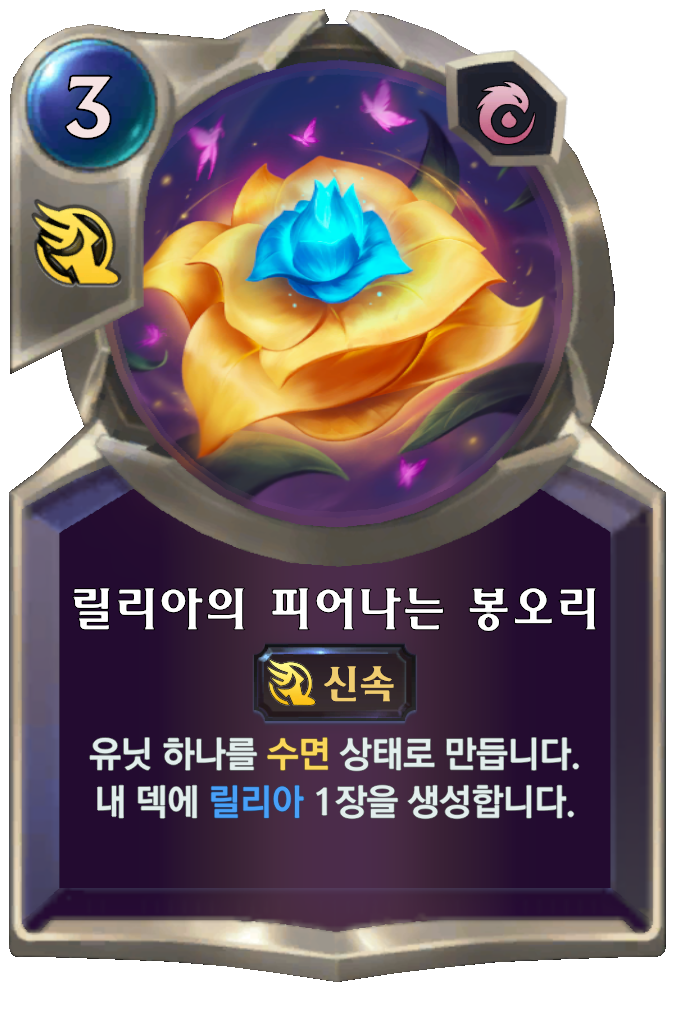 3
릴리아의 피어나는 봉오리
신속
유닛 하나를 수면 상태로 만듭니다.
내 덱에 릴리아 1장을 생성합니다.